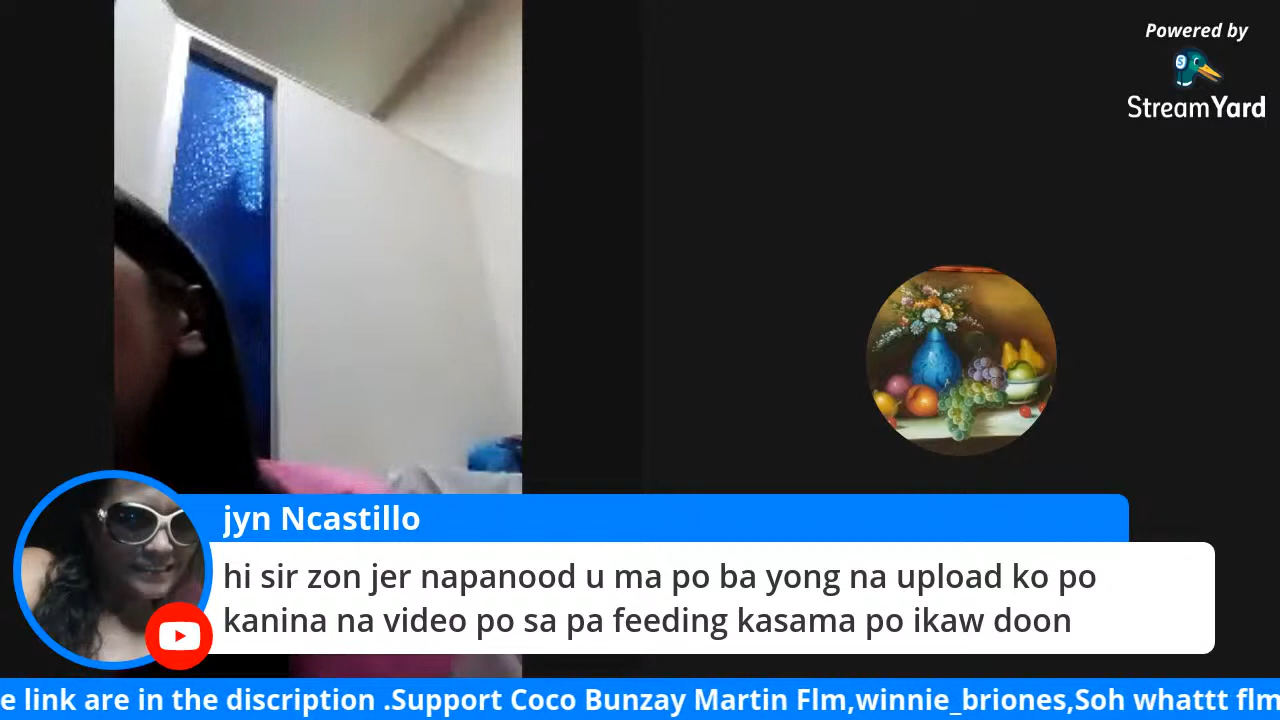 Powered by
StreamYard
jyn Ncastillo
hi sir zon jer napanood u ma po ba yong na upload ko po
kanina na video po sa pa feeding kasama po ikaw doon
e link are in the discription .Support Coco Bunzay Martin Flm,winnie_briones,Soh whattt flm